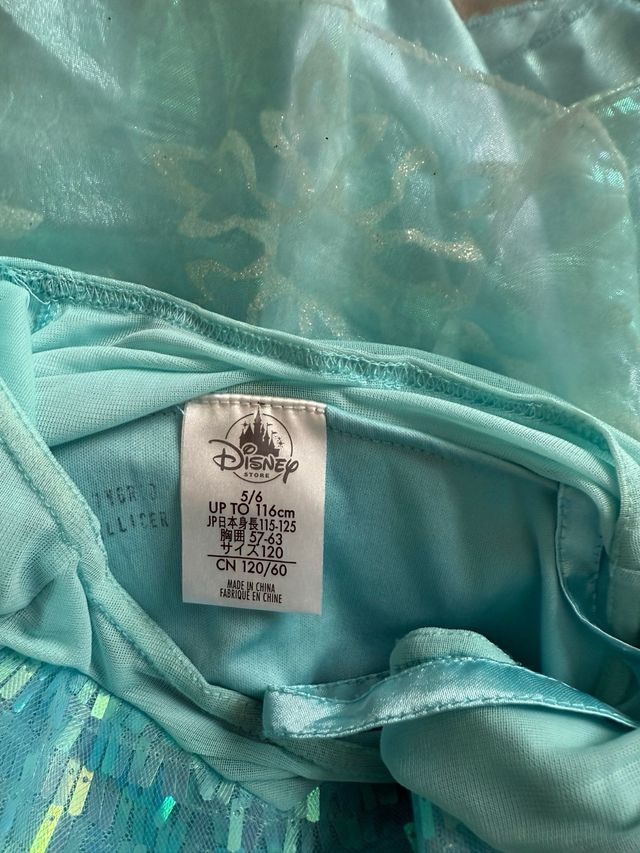 Disney
STORE
5/6
UP TO 116cm
JP日本身長115-125
胸囲 57-63
サイズ120
CN 120/60
MADE IN CHINA
FABRIQUÉ EN CHINE